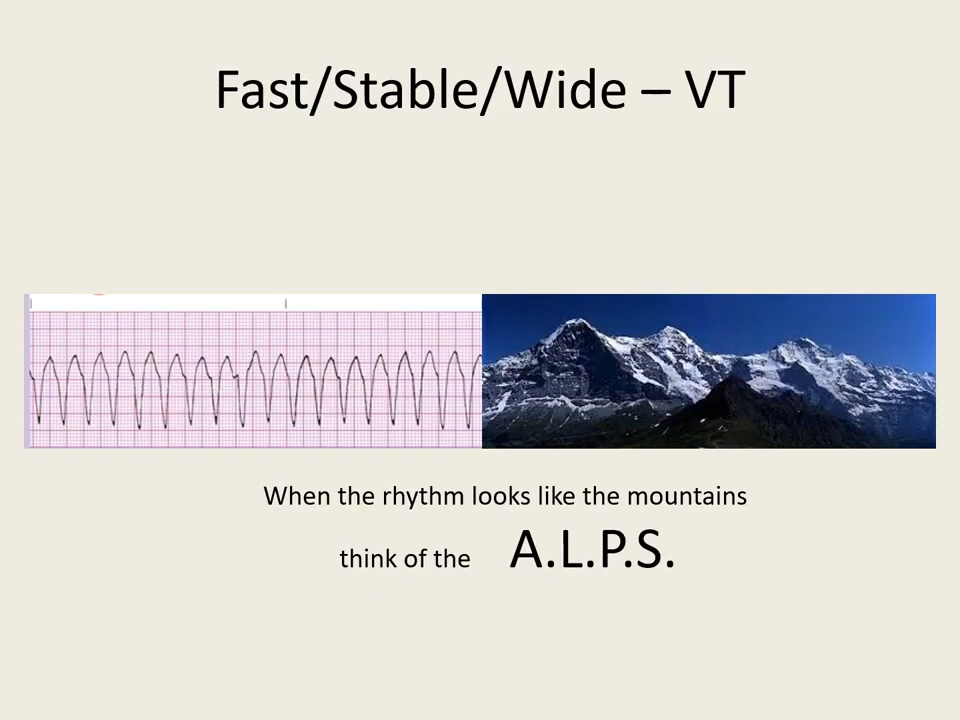 Fast/Stable/Wide – VT
When the rhythm looks like the mountains
think of the A.L.P.S.